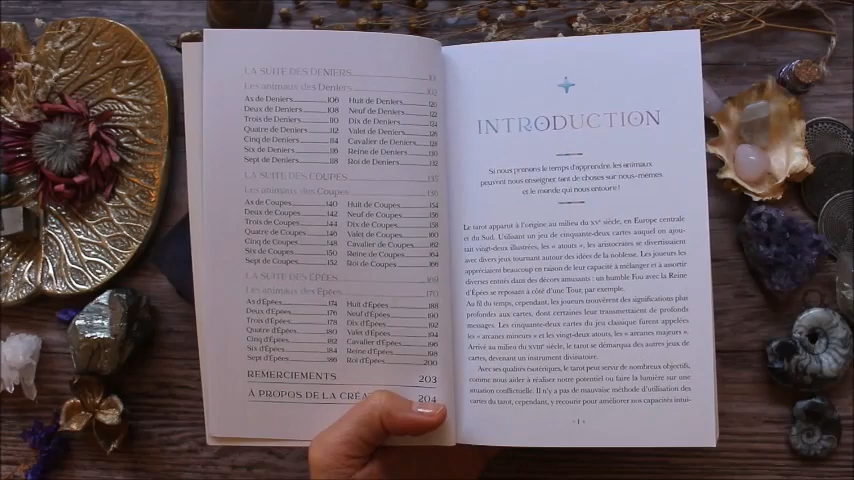 LA SUITE DES DENIERS 101
Les animaux des Deniers 102
As de Deniers 106
Deux de Deniers 108
Trois de Deniers 110
Quatre de Deniers 112
Cinq de Deniers 114
Six de Deniers 116
Sept de Deniers 118
Huit de Deniers 120
Neuf de Deniers 122
Dix de Deniers 124
Valet de Deniers 126
Cavalier de Deniers 128
Reine de Deniers 130
Roi de Deniers 132
LA SUITE DES COUPES 135
Les animaux des Coupes 136
As de Coupes 140
Deux de Coupes 142
Trois de Coupes 144
Quatre de Coupes 146
Cinq de Coupes 148
Six de Coupes 150
Sept de Coupes 152
Huit de Coupes 154
Neuf de Coupes 156
Dix de Coupes 158
Valet de Coupes 160
Cavalier de Coupes 162
Reine de Coupes 164
Roi de Coupes 166
LA SUITE DES ÉPÉES 169
Les animaux des Épées 170
As d'Épées 174
Deux d'Épées 176
Trois d'Épées 178
Quatre d'Épées 180
Cinq d'Épées 182
Six d'Épées 184
Sept d'Épées 186
Huit d'Épées 188
Neuf d'Épées 190
Dix d'Épées 192
Valet d'Épées 194
Cavalier d'Épées 196
Reine d'Épées 198
Roi d'Épées 200
REMERCIEMENTS 203
À PROPOS DE LA CRÉA 204
INTRODUCTION
Si nous prenons le temps d'apprendre, les animaux
peuvent nous enseigner tant de choses sur nous-mêmes
et le monde qui nous entoure !
Le tarot apparut à l'origine au milieu du XVe siècle, en Europe centrale
et du Sud. Utilisant un jeu de cinquante-deux cartes auquel on ajou-
tait vingt-deux illustrées, les « atouts », les aristocrates se divertissaient
avec divers jeux tournant autour des idées de la noblesse. Les joueurs les
appréciaient beaucoup en raison de leur capacité à mélanger et à assortir
diverses entités dans des décors amusants : un humble Fou avec la Reine
d'Épées se reposant à côté d'une Tour, par exemple.
Au fil du temps, cependant, les joueurs trouvèrent des significations plus
profondes aux cartes, dont certaines leur transmettaient de profonds
messages. Les cinquante-deux cartes du jeu classique furent appelées
« arcanes mineurs » et les vingt-deux atouts, les « arcanes majeurs ».
Arrivé au milieu du XVIIIe siècle, le tarot se démarqua des autres jeux de
cartes, devenant un instrument divinatoire.
Avec ses qualités ésotériques, le tarot peut servir de nombreux objectifs,
comme nous aider à réaliser notre potentiel ou faire la lumière sur une
situation conflictuelle. Il n'y a pas de mauvaise méthode d'utilisation des
cartes du tarot, cependant, y recourir pour améliorer nos capacités intui-
- 1 -